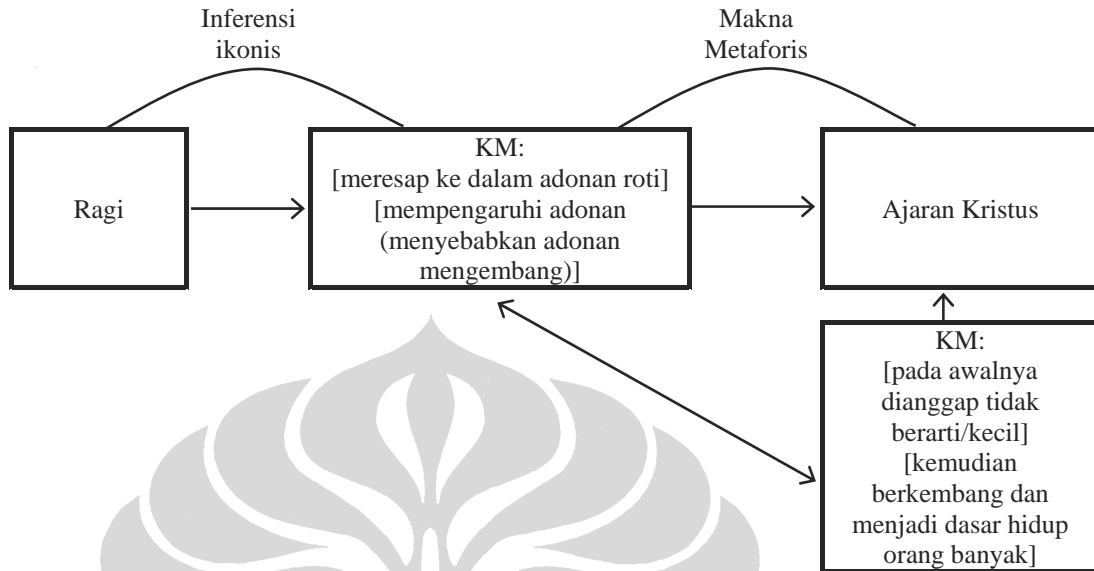 Inferensi
ikonis
Makna
Metaforis
Ragi
KM:
[meresap ke dalam adonan roti]
[mempengaruhi adonan
(menyebabkan adonan
mengembang)]
Ajaran Kristus
KM:
[pada awalnya
dianggap tidak
berarti/kecil]
[kemudian
berkembang dan
menjadi dasar hidup
orang banyak]